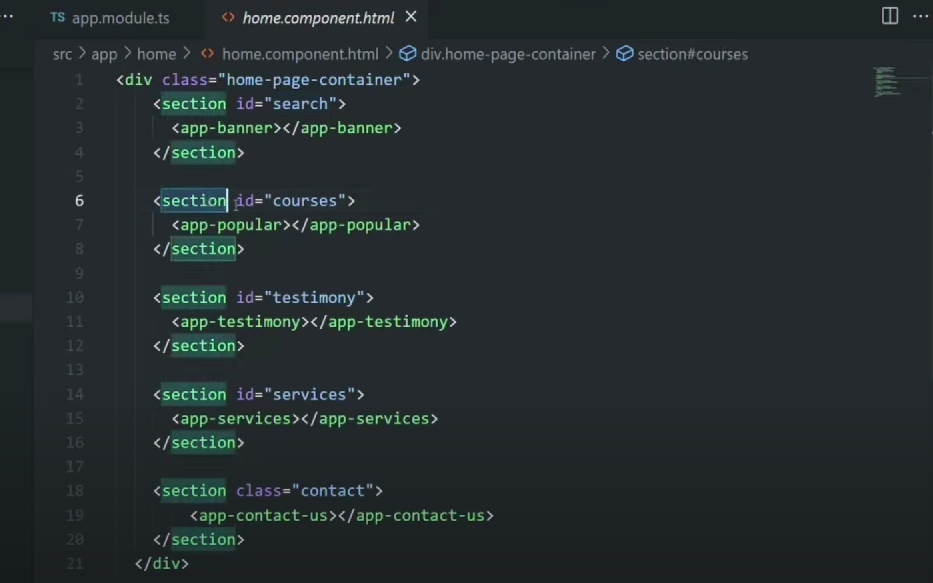 ··· TS app.module.ts <> home.component.html × ···
src > app > home > <> home.component.html > div.home-page-container > section#courses
1 <div class="home-page-container">
2 <section id="search">
3 <app-banner></app-banner>
4 </section>
5
6 <section id="courses">
7 <app-popular></app-popular>
8 </section>
9
10 <section id="testimony">
11 <app-testimony></app-testimony>
12 </section>
13
14 <section id="services">
15 <app-services></app-services>
16 </section>
17
18 <section class="contact">
19 <app-contact-us></app-contact-us>
20 </section>
21 </div>